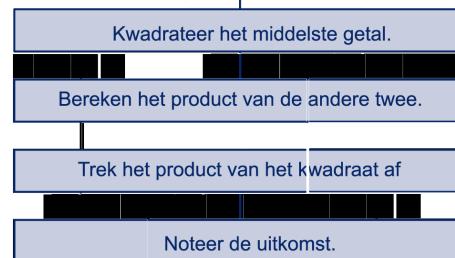 Kwadrateer het middelste getal.
Bereken het product van de andere twee.
Trek het product van het kwadraat af
Noteer de uitkomst.